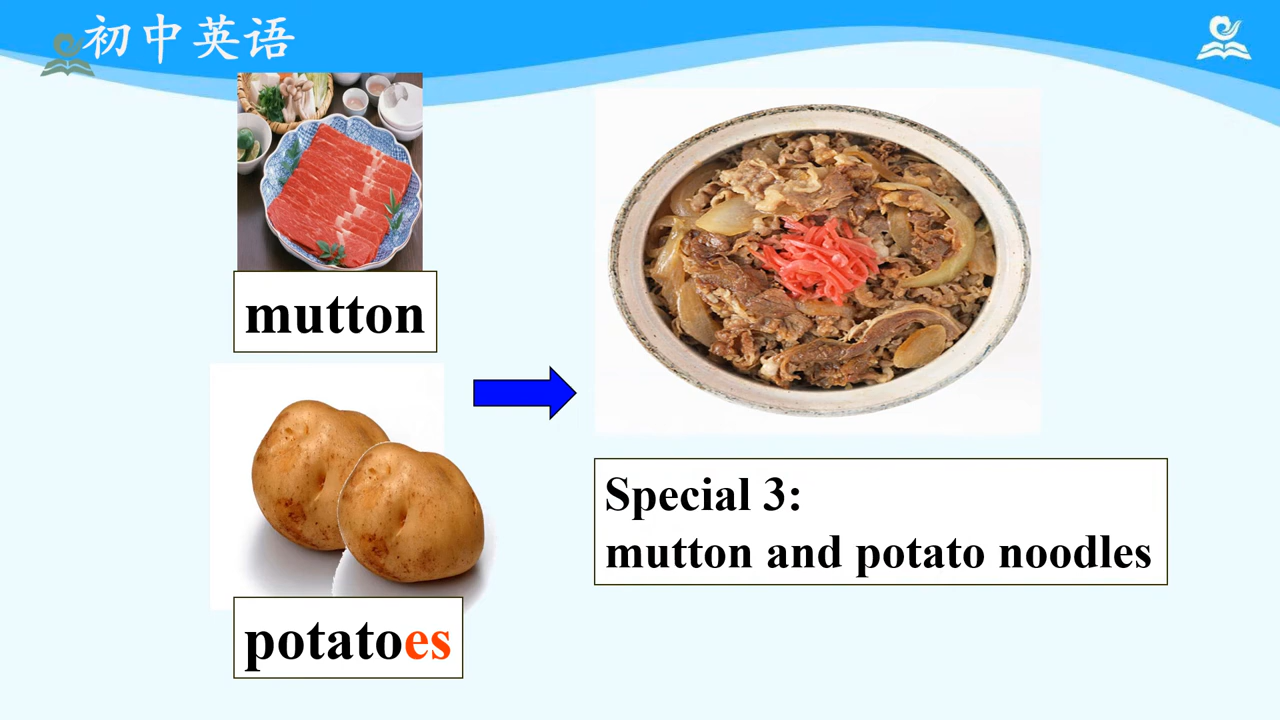 初中英语
mutton
potatoes
Special 3:
mutton and potato noodles